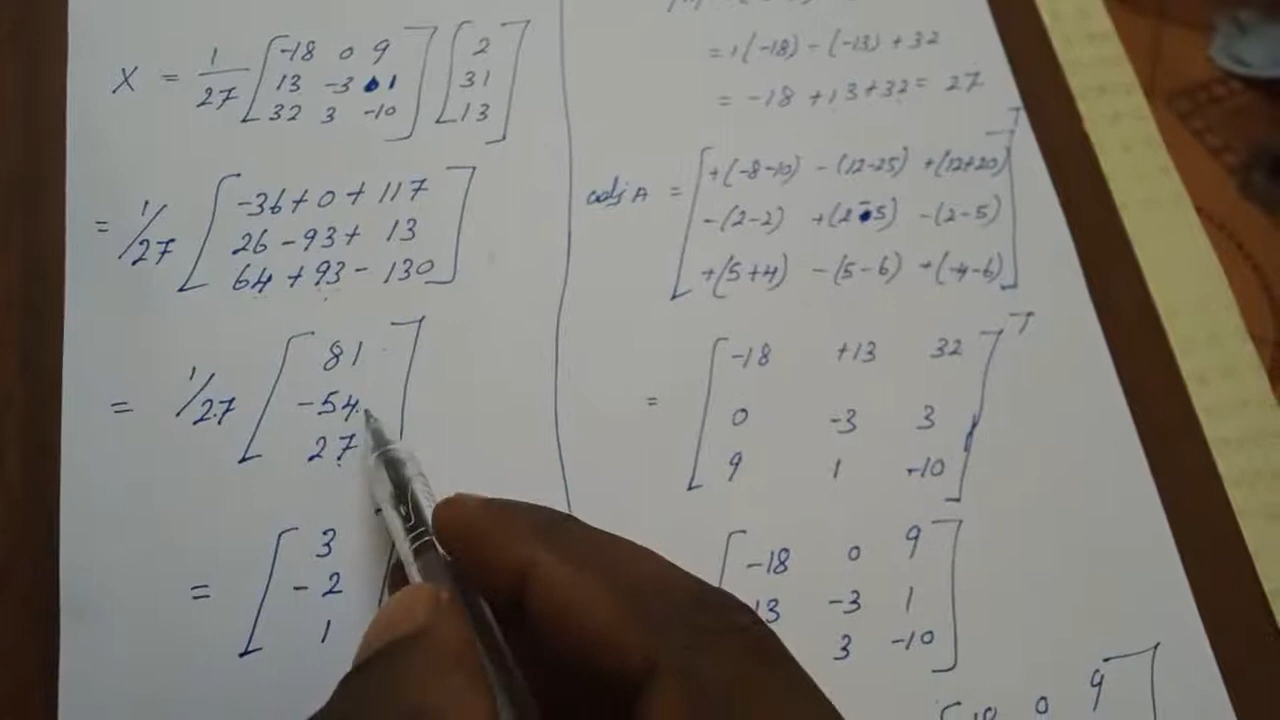 X = 1/27 [-18 0 9] [2]
[13 -3 1] [31]
[32 3 -10] [13]
= 1/27 [-36 + 0 + 117]
[26 - 93 + 13]
[64 + 93 - 130]
= 1/27 [81]
[-54]
[27]
= [3]
[-2]
[1]
= 1(-18) - (-13) + 32
= -18 + 13 + 32 = 27
adj A = [+(-8-10) -(12-25) +(12+20)]T
[-(2-2) +(2-5) -(2-5)]
[+(5+4) -(5-6) +(-4-6)]
= [-18 +13 32]T
[0 -3 3]
[9 1 -10]
[-18 0 9]
13 -3 1]
3 -10]
0 9]